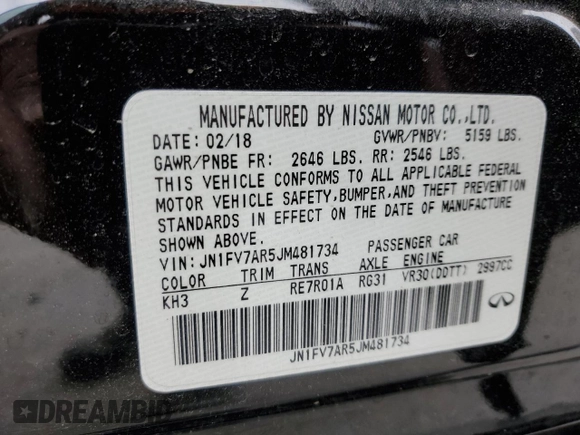 MANUFACTURED BY NISSAN MOTOR CO.,LTD.
DATE: 02/18 GVWR/PNBV: 5159 LBS.
GAWR/PNBE FR: 2646 LBS. RR: 2546 LBS.
THIS VEHICLE CONFORMS TO ALL APPLICABLE FEDERAL
MOTOR VEHICLE SAFETY,BUMPER,AND THEFT PREVENTION
STANDARDS IN EFFECT ON THE DATE OF MANUFACTURE
SHOWN ABOVE.
VIN: JN1FV7AR5JM481734 PASSENGER CAR
COLOR TRIM TRANS AXLE ENGINE
KH3 Z RE7R01A RG31 VR30(DDTT) 2997CC
JN1FV7AR5JM481734
DREAMBID